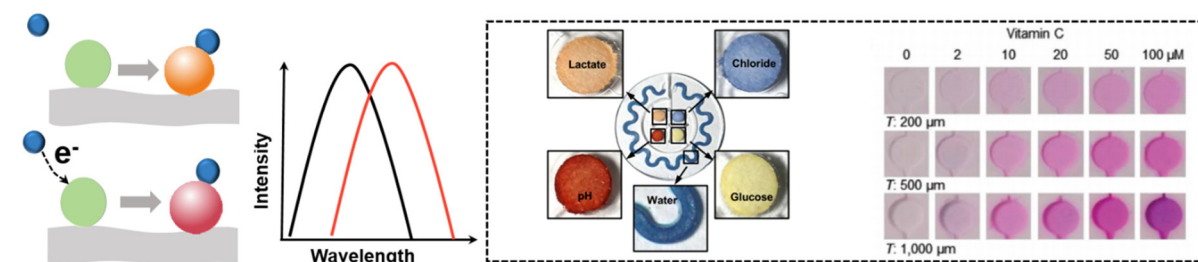 e-
Intensity
Wavelength
Lactate
Chloride
pH
Water
Glucose
Vitamin C
0 2 10 20 50 100 μM
T: 200 μm
T: 500 μm
T: 1,000 μm